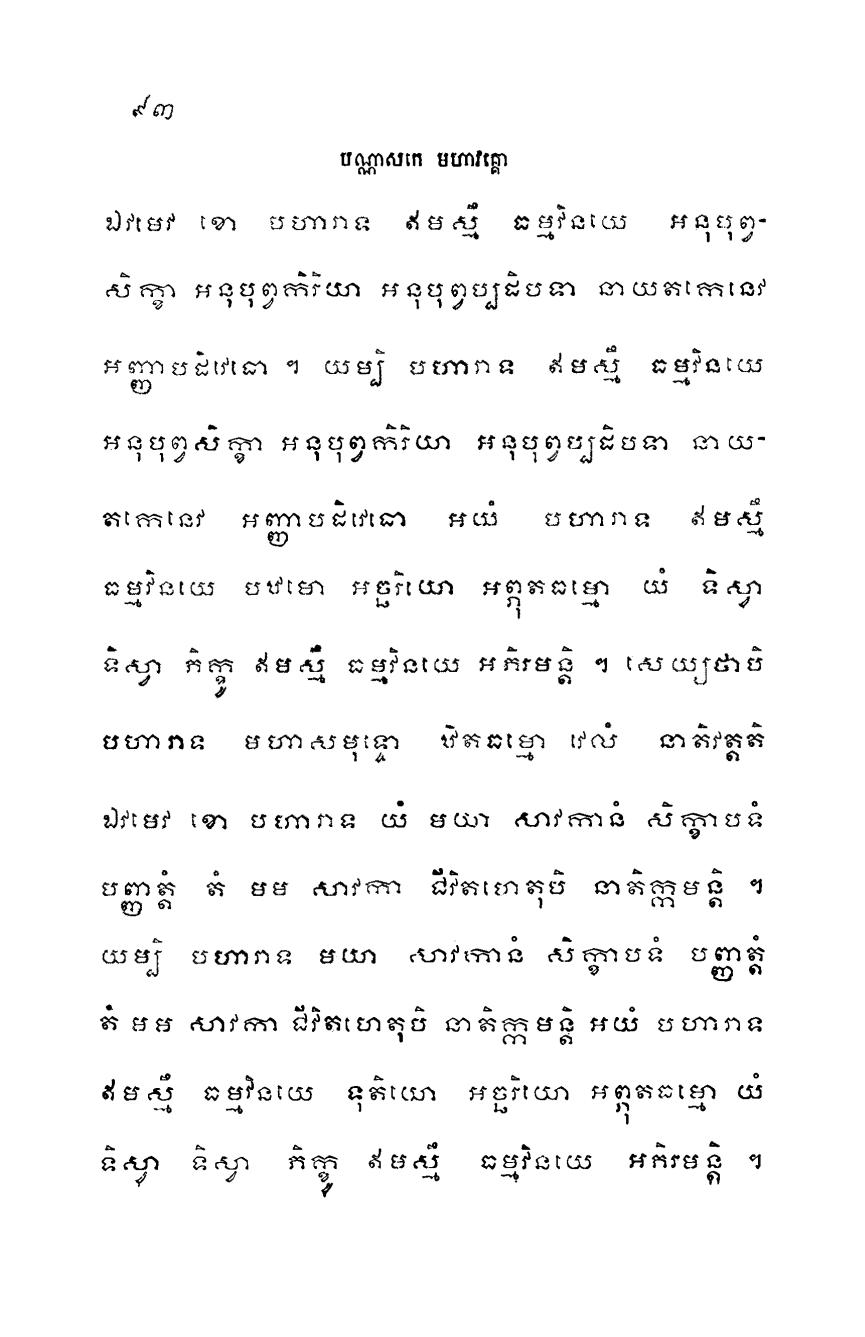 ៩៣
បណ្ណាសកេ មហាវគ្គោ
ឯវមេវ ខោ បហារាទ ឥមស្មឹ ធម្មវិនយេ អនុបុព្វ-
សិក្ខា អនុបុព្វកិរិយា អនុបុព្វប្បដិបទា នាយតកេនេវ
អញ្ញាបដិវេធោ ។ យម្បិ បហារាទ ឥមស្មឹ ធម្មវិនយេ
អនុបុព្វសិក្ខា អនុបុព្វកិរិយា អនុបុព្វប្បដិបទា នាយ-
តកេនេវ អញ្ញាបដិវេធោ អយំ បហារាទ ឥមស្មឹ
ធម្មវិនយេ បឋមោ អច្ឆរិយោ អព្ភុតធម្មោ យំ ទិស្វា
ទិស្វា ភិក្ខូ ឥមស្មឹ ធម្មវិនយេ អភិរមន្តិ ។ សេយ្យថាបិ
បហារាទ មហាសមុទ្ទោ ឋិតធម្មោ វេលំ នាតិវត្តតិ
ឯវមេវ ខោ បហារាទ យំ មយា សាវកានំ សិក្ខាបទំ
បញ្ញត្តំ តំ មម សាវកា ជីវិតហេតុបិ នាតិក្កមន្តិ ។
យម្បិ បហារាទ មយា សាវកានំ សិក្ខាបទំ បញ្ញត្តំ
តំ មម សាវកា ជីវិតហេតុបិ នាតិក្កមន្តិ អយំ បហារាទ
ឥមស្មឹ ធម្មវិនយេ ទុតិយោ អច្ឆរិយោ អព្ភុតធម្មោ យំ
ទិស្វា ទិស្វា ភិក្ខូ ឥមស្មឹ ធម្មវិនយេ អភិរមន្តិ ។